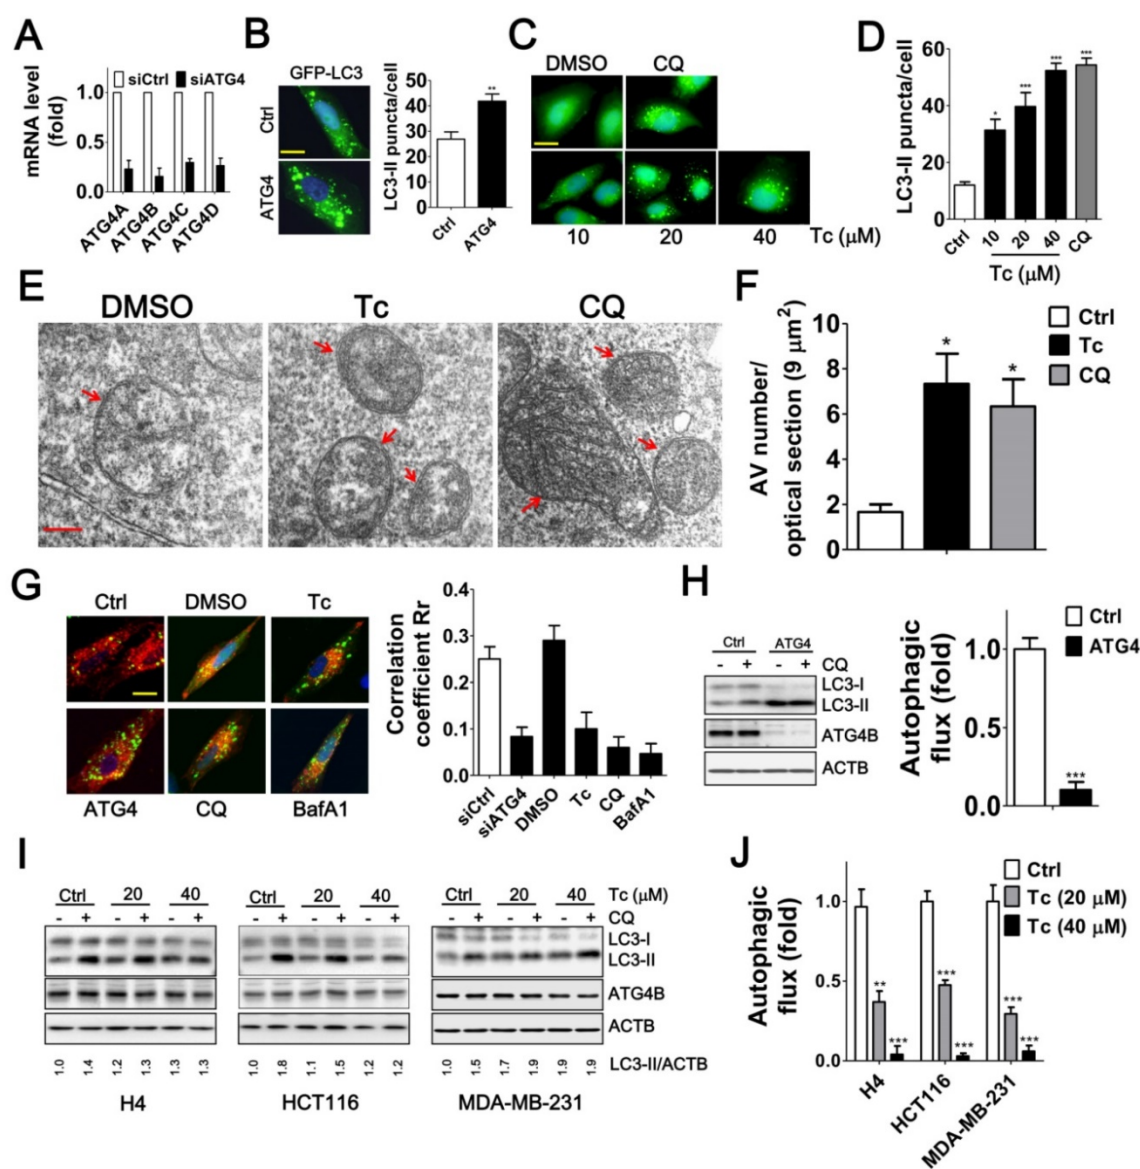 A
siCtrl siATG4
mRNA level
(fold)
1.0
0.5
0.0
ATG4A
ATG4B
ATG4C
ATG4D
B
GFP-LC3
Ctrl
ATG4
LC3-II puncta/cell
50
40
30
20
10
0
**
Ctrl
ATG4
C
DMSO CQ
10 20 40 Tc (μM)
D
LC3-II puncta/cell
60
40
20
0
* *** *** ***
Ctrl 10 20 40 CQ
Tc (μM)
E
DMSO Tc CQ
F
AV number/
optical section (9 μm²)
10
8
6
4
2
0
* *
Ctrl
Tc
CQ
G
Ctrl DMSO Tc
ATG4 CQ BafA1
Correlation
coefficient Rr
0.4
0.3
0.2
0.1
0.0
siCtrl
siATG4
DMSO
Tc
CQ
BafA1
H
Ctrl ATG4
- + - + CQ
LC3-I
LC3-II
ATG4B
ACTB
Autophagic
flux (fold)
1.0
0.5
0.0
***
Ctrl
ATG4
I
Ctrl 20 40 Ctrl 20 40 Ctrl 20 40 Tc (μM)
- + - + - + - + - + - + - + - + - + CQ
LC3-I
LC3-II
ATG4B
ACTB
1.0 1.4 1.2 1.3 1.3 1.3 1.0 1.8 1.1 1.5 1.2 1.2 1.0 1.5 1.7 1.9 1.9 1.9 LC3-II/ACTB
H4 HCT116 MDA-MB-231
J
Autophagic
flux (fold)
1.0
0.5
0.0
Ctrl
Tc (20 μM)
Tc (40 μM)
** *** *** *** *** ***
H4
HCT116
MDA-MB-231